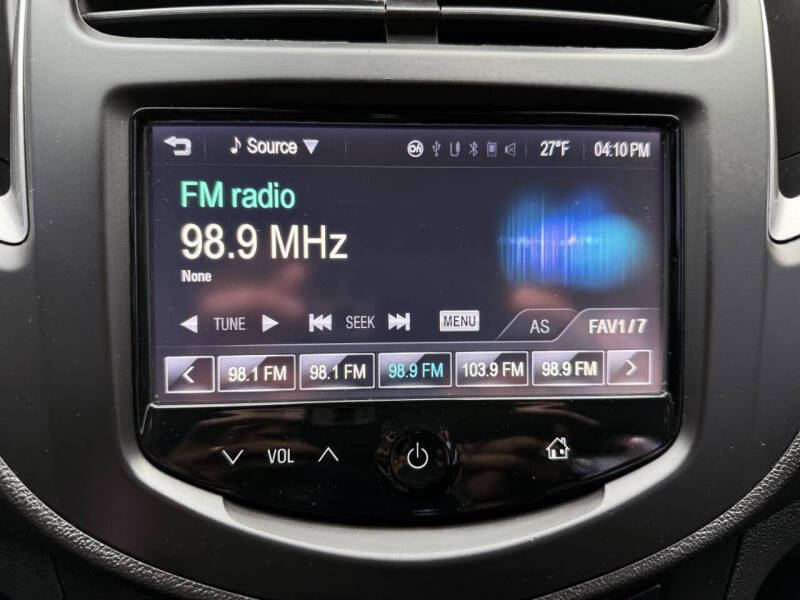 Source 27°F 04:10 PM
FM radio
98.9 MHz
None
TUNE SEEK MENU AS FAV1/7
98.1 FM 98.1 FM 98.9 FM 103.9 FM 98.9 FM
VOL